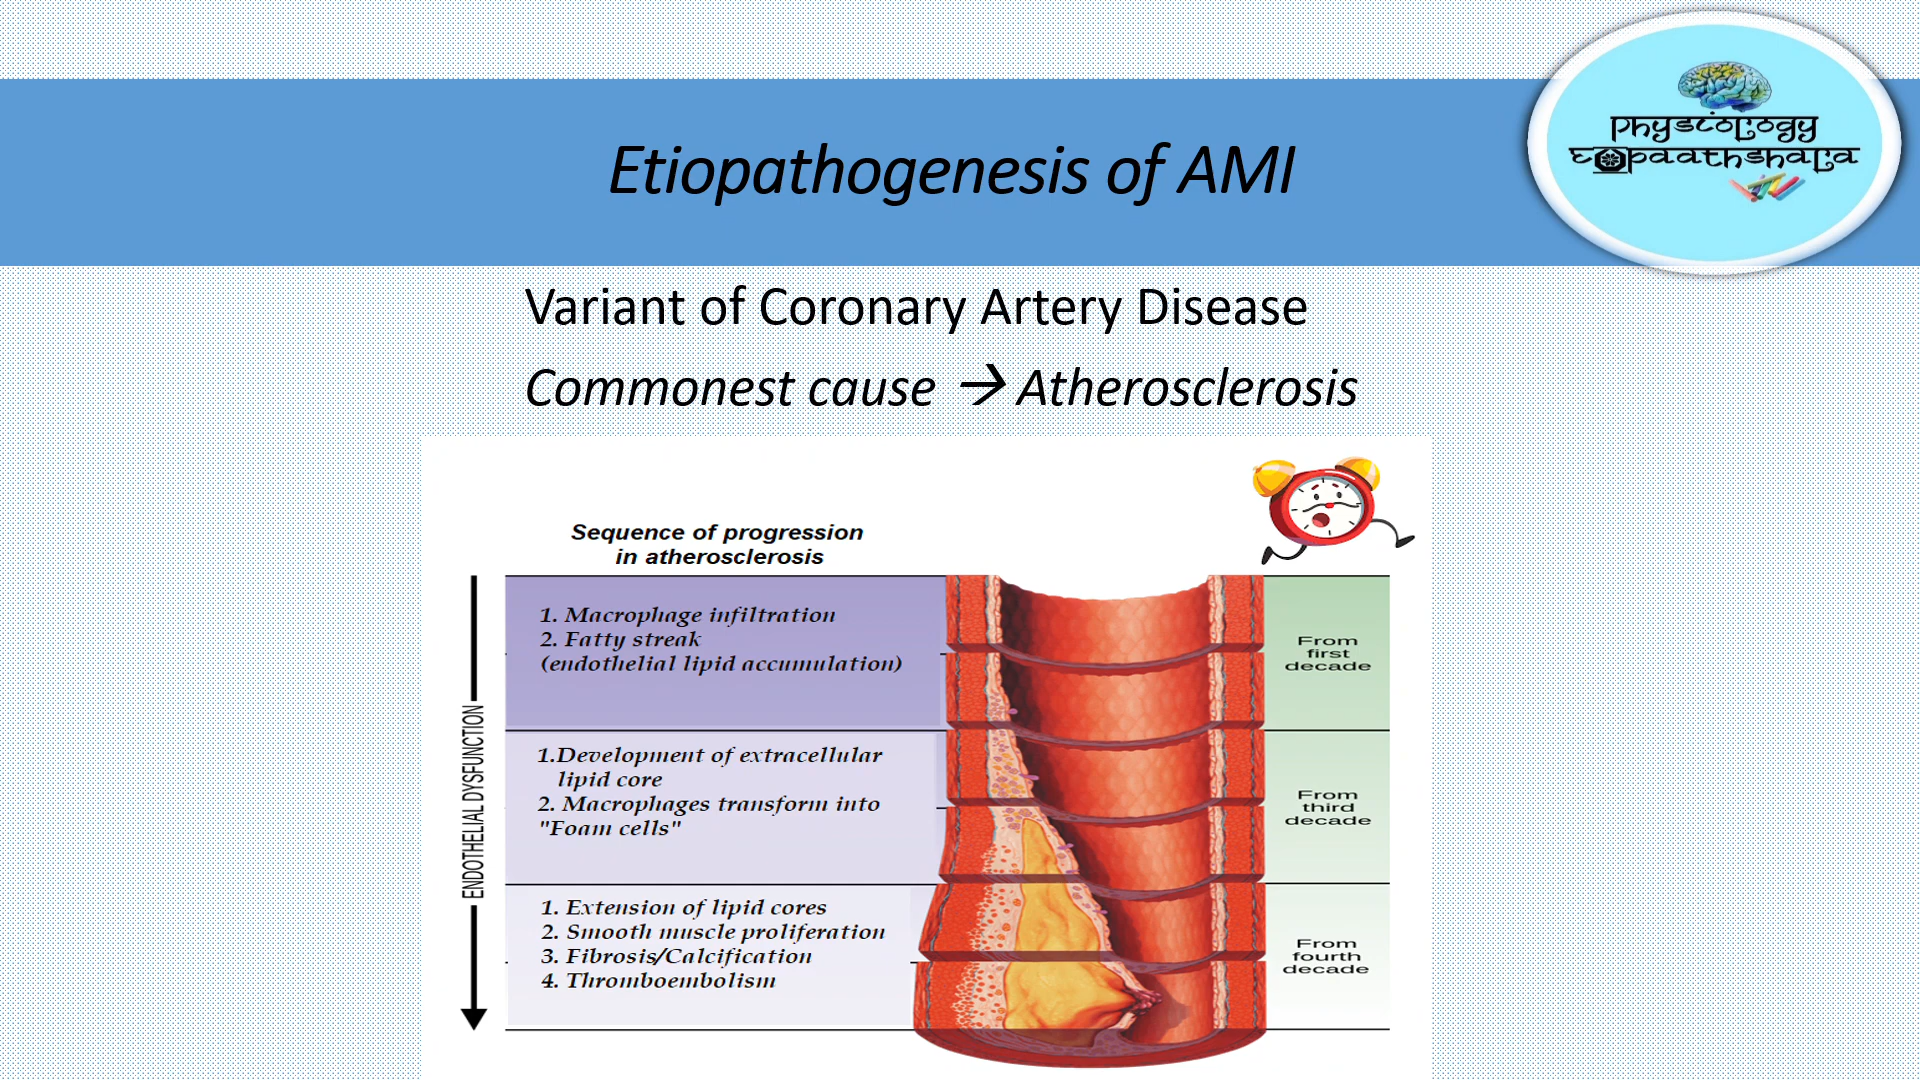 Etiopathogenesis of AMI
Physiology
Epaathshala
Variant of Coronary Artery Disease
Commonest cause → Atherosclerosis
Sequence of progression
in atherosclerosis
ENDOTHELIAL DYSFUNCTION
1. Macrophage infiltration
2. Fatty streak
(endothelial lipid accumulation)
From
first
decade
1.Development of extracellular
lipid core
2. Macrophages transform into
"Foam cells"
From
third
decade
1. Extension of lipid cores
2. Smooth muscle proliferation
3. Fibrosis/Calcification
4. Thromboembolism
From
fourth
decade